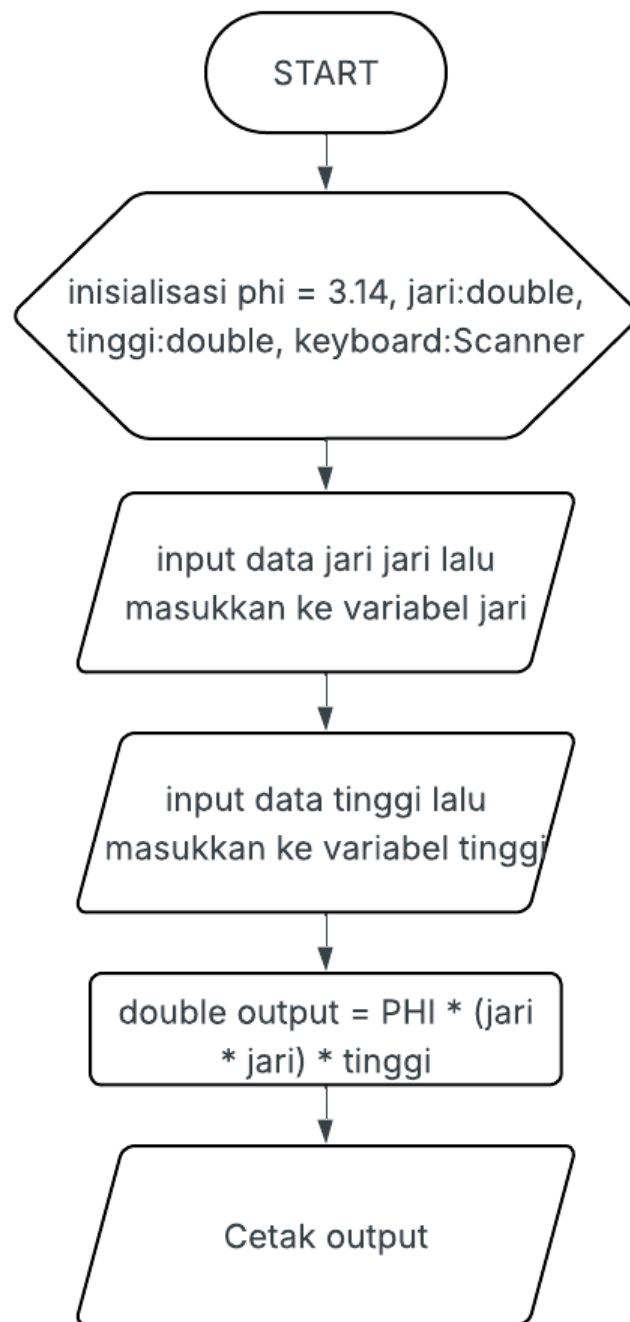 START
inisialisasi phi = 3.14, jari:double,
tinggi:double, keyboard:Scanner
input data jari jari lalu
masukkan ke variabel jari
input data tinggi lalu
masukkan ke variabel tinggi
double output = PHI * (jari
* jari) * tinggi
Cetak output